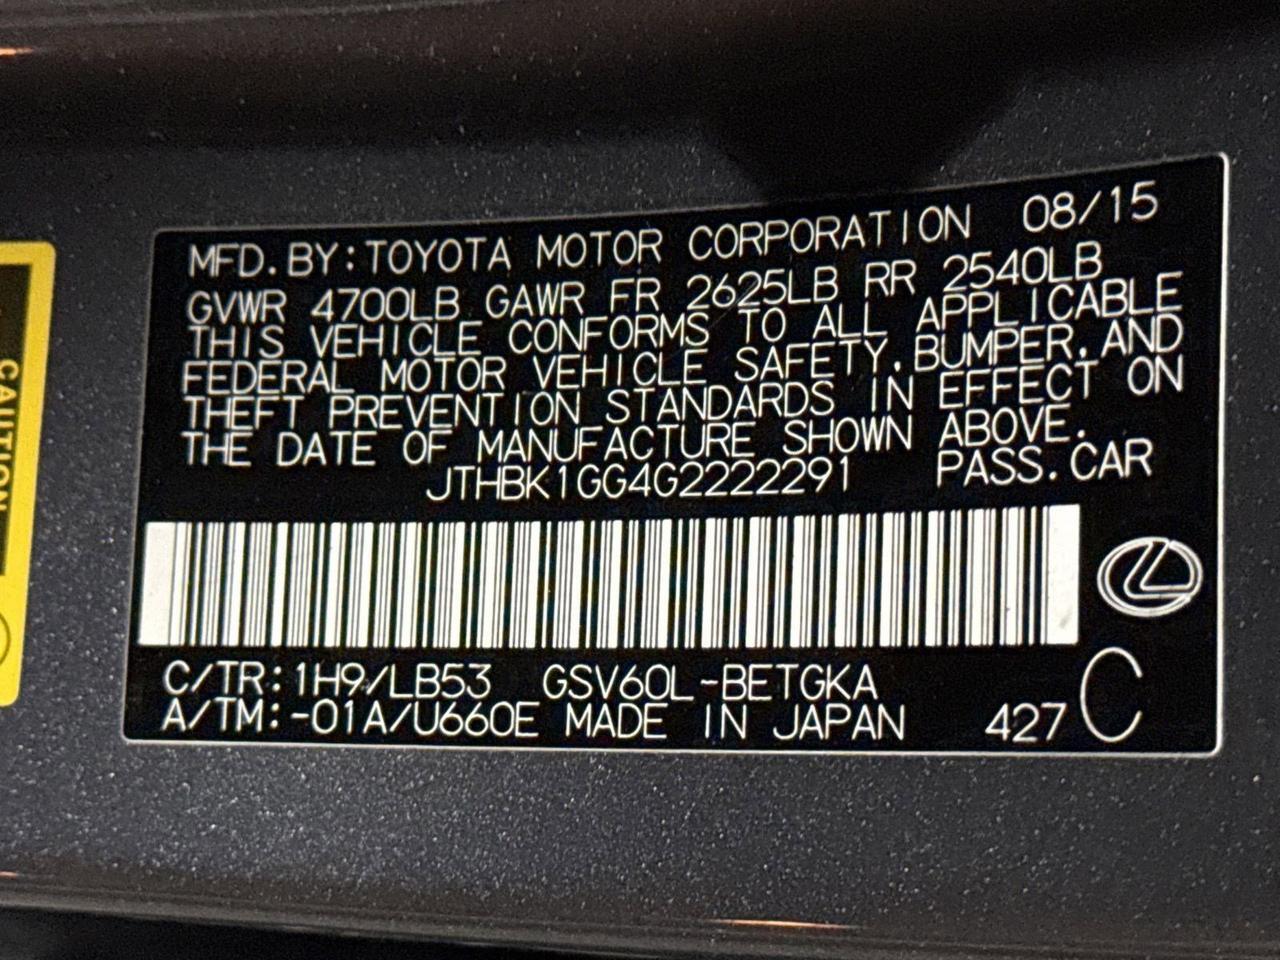 MFD. BY: TOYOTA MOTOR CORPORATION 08/15
GVWR 4700LB GAWR FR 2625LB RR 2540LB
THIS VEHICLE CONFORMS TO ALL APPLICABLE
FEDERAL MOTOR VEHICLE SAFETY, BUMPER, AND
THEFT PREVENTION STANDARDS IN EFFECT ON
THE DATE OF MANUFACTURE SHOWN ABOVE.
JTHBK1GG4G2222291 PASS. CAR
C/TR: 1H9/LB53 GSV60L-BETGKA
A/TM: -01A/U660E MADE IN JAPAN 427 C
CAUTION